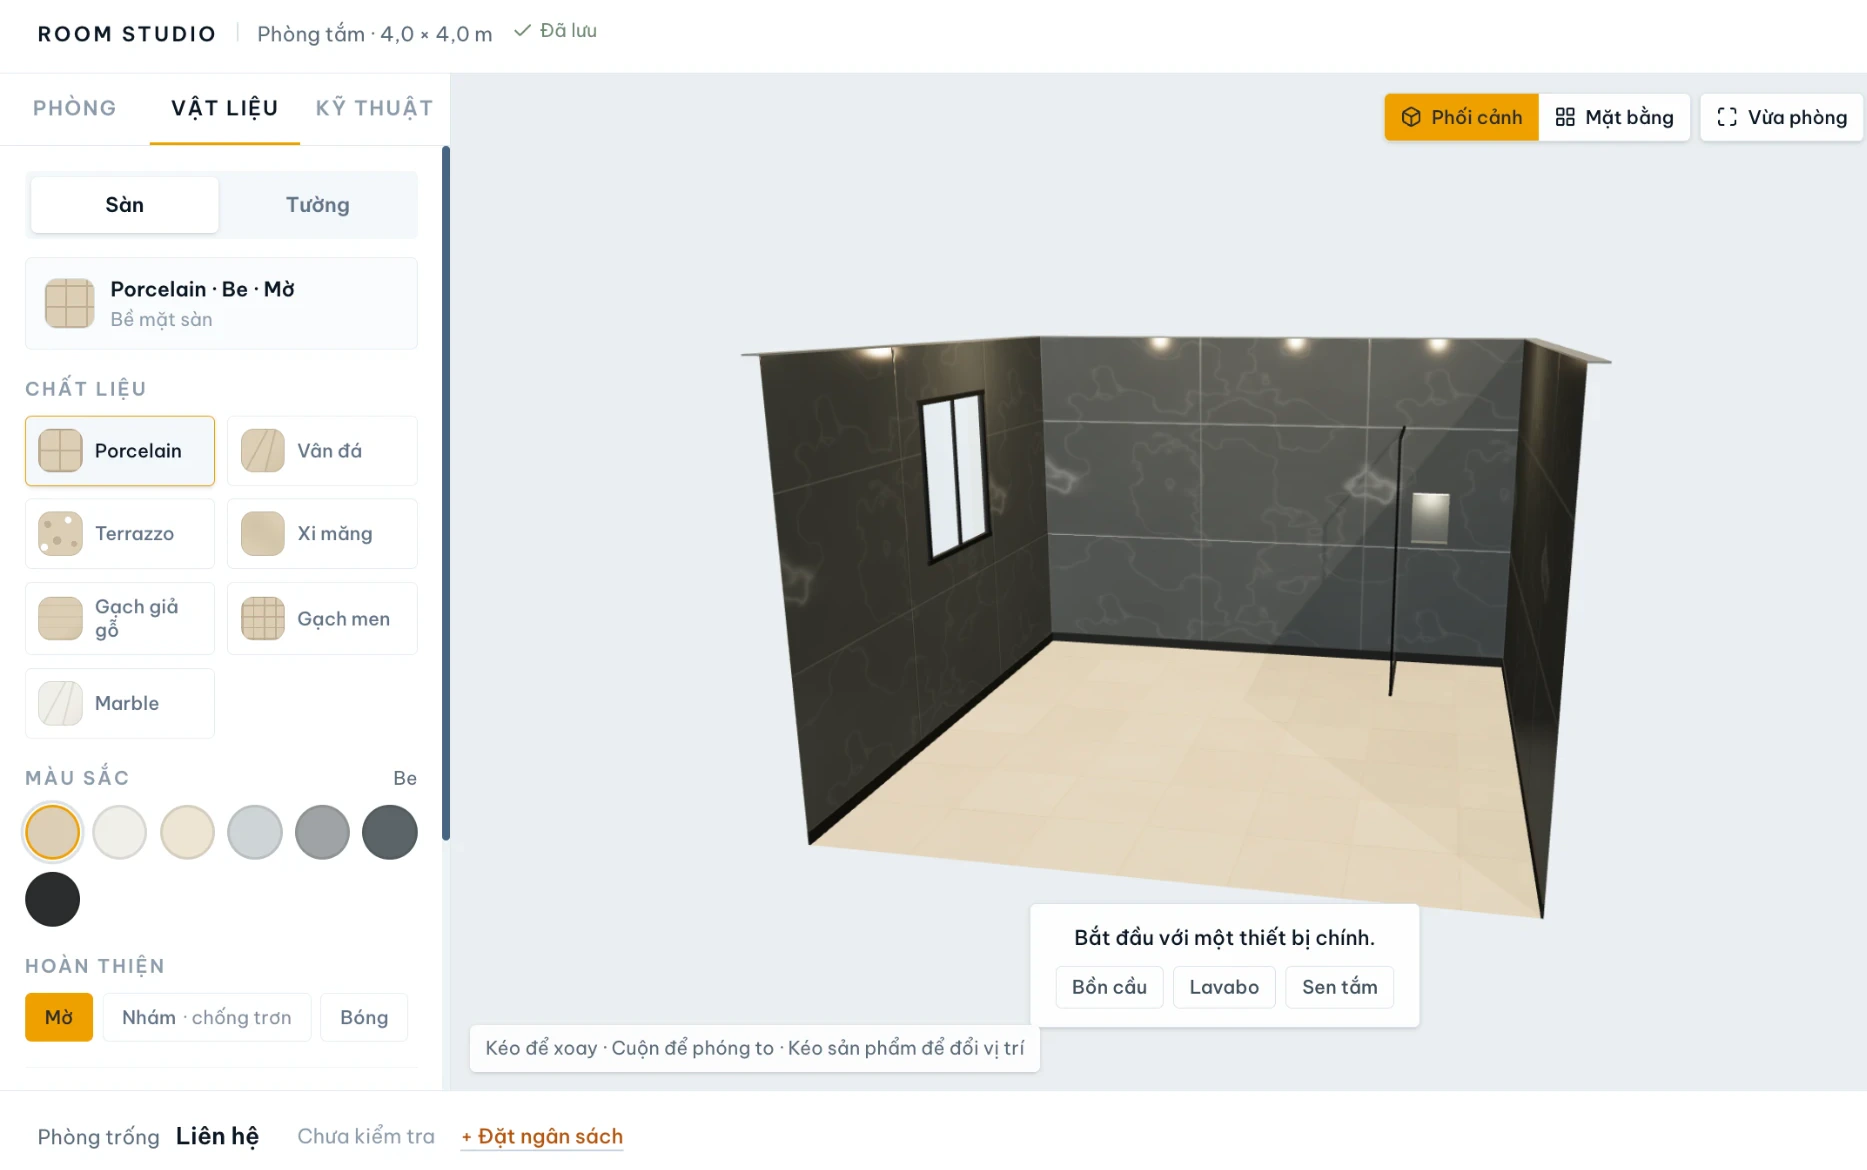 ROOM STUDIO
Phòng tắm · 4,0 × 4,0 m
Đã lưu
PHÒNG
VẬT LIỆU
KỸ THUẬT
Phối cảnh
Mặt bằng
Vừa phòng
Sàn
Tường
Porcelain · Be · Mờ
Bề mặt sàn
CHẤT LIỆU
Porcelain
Vân đá
Terrazzo
Xi măng
Gạch giả
gỗ
Gạch men
Marble
MÀU SẮC
Be
HOÀN THIỆN
Mờ
Nhám · chống trơn
Bóng
Bắt đầu với một thiết bị chính.
Bồn cầu
Lavabo
Sen tắm
Kéo để xoay · Cuộn để phóng to · Kéo sản phẩm để đổi vị trí
Phòng trống
Liên hệ
Chưa kiểm tra
+ Đặt ngân sách